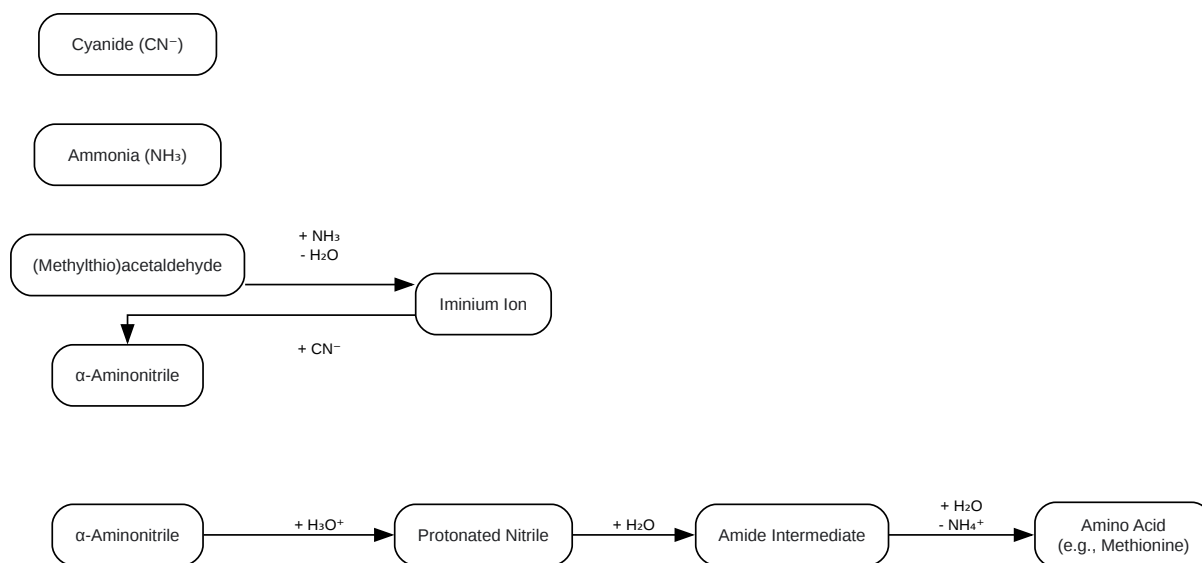 Cyanide (CN⁻)
Ammonia (NH₃)
(Methylthio)acetaldehyde
+ NH₃
- H₂O
Iminium Ion
+ CN⁻
α-Aminonitrile
α-Aminonitrile
+ H₃O⁺
Protonated Nitrile
+ H₂O
Amide Intermediate
+ H₂O
- NH₄⁺
Amino Acid
(e.g., Methionine)